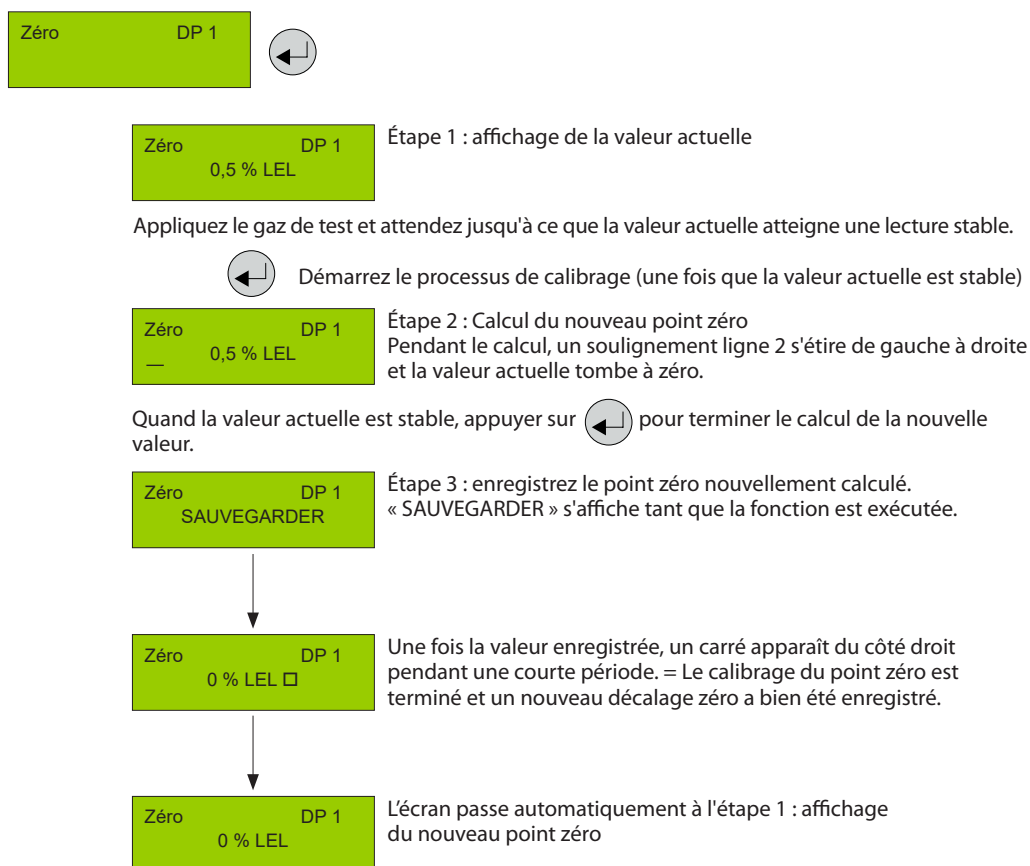 Zéro DP 1
Zéro DP 1
0,5 % LEL
Étape 1 : affichage de la valeur actuelle
Appliquez le gaz de test et attendez jusqu'à ce que la valeur actuelle atteigne une lecture stable.
Démarrez le processus de calibrage (une fois que la valeur actuelle est stable)
Zéro DP 1
0,5 % LEL
Étape 2 : Calcul du nouveau point zéro
Pendant le calcul, un soulignement ligne 2 s'étire de gauche à droite
et la valeur actuelle tombe à zéro.
Quand la valeur actuelle est stable, appuyer sur pour terminer le calcul de la nouvelle
valeur.
Zéro DP 1
SAUVEGARDER
Étape 3 : enregistrez le point zéro nouvellement calculé.
« SAUVEGARDER » s'affiche tant que la fonction est exécutée.
Zéro DP 1
0 % LEL □
Une fois la valeur enregistrée, un carré apparaît du côté droit
pendant une courte période. = Le calibrage du point zéro est
terminé et un nouveau décalage zéro a bien été enregistré.
Zéro DP 1
0 % LEL
L'écran passe automatiquement à l'étape 1 : affichage
du nouveau point zéro